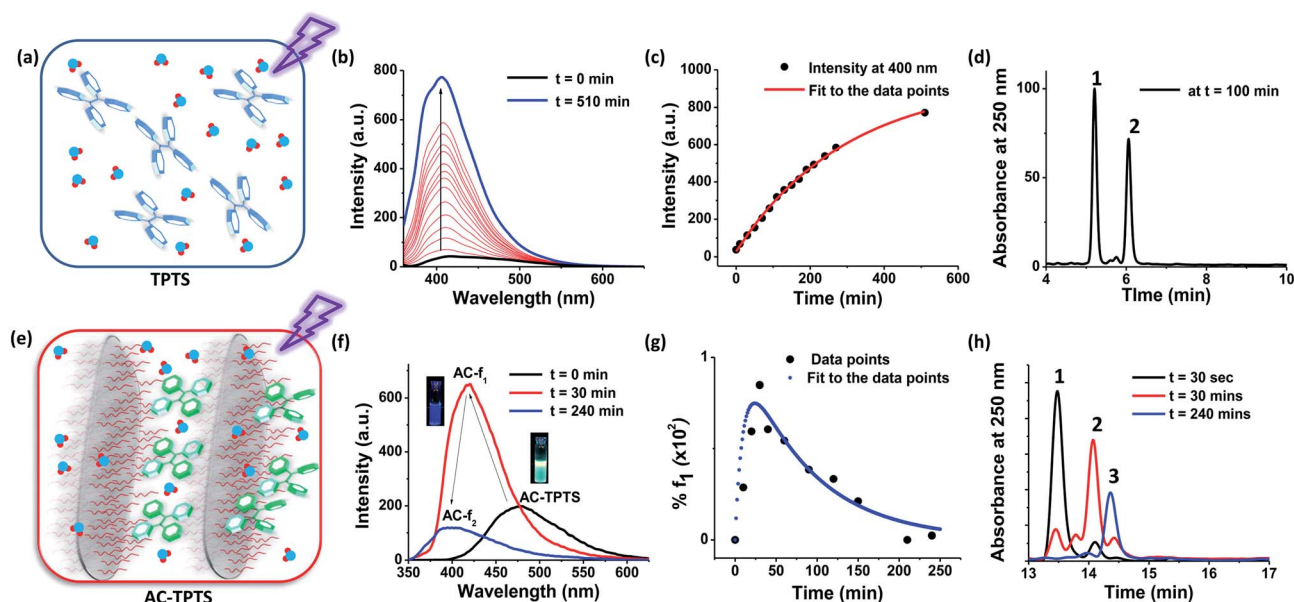 (a)
TPTS
(b)
800
600
400
200
0
400
500
600
Intensity (a.u.)
Wavelength (nm)
t = 0 min
t = 510 min
(c)
1000
800
600
400
200
0
0
200
400
600
Intensity (a.u.)
Time (min)
Intensity at 400 nm
Fit to the data points
(d)
100
50
0
4
6
8
10
Absorbance at 250 nm
TIme (min)
1
2
at t = 100 min
(e)
AC-TPTS
(f)
600
400
200
0
350
400
450
500
550
600
Intensity (a.u.)
Wavelength (nm)
AC-f1
t = 0 min
t = 30 min
t = 240 min
AC-TPTS
AC-f2
(g)
1
0
0
50
100
150
200
250
% f1 (x10²)
Time (min)
Data points
Fit to the data points
(h)
13
14
15
16
17
Absorbance at 250 nm
Time (min)
1
2
3
t = 30 sec
t = 30 mins
t = 240 mins